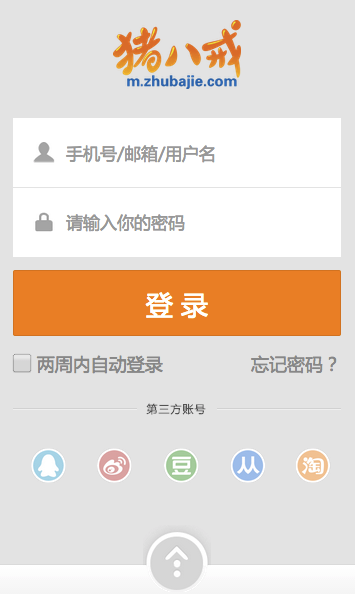 猪八戒
m.zhubajie.com
手机号/邮箱/用户名
请输入你的密码
登录
两周内自动登录 忘记密码？
第三方账号
豆 从 淘